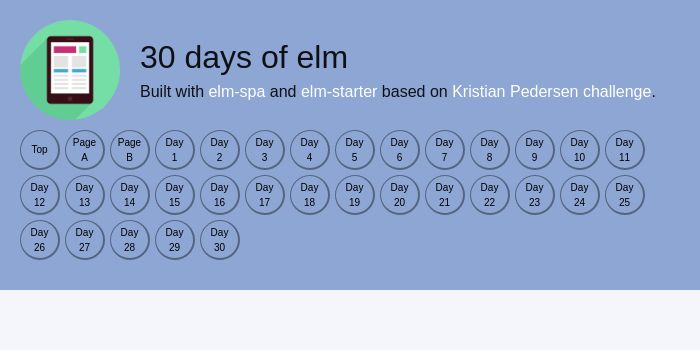 30 days of elm
Built with elm-spa and elm-starter based on Kristian Pedersen challenge.
Top
Page
A
Page
B
Day
1
Day
2
Day
3
Day
4
Day
5
Day
6
Day
7
Day
8
Day
9
Day
10
Day
11
Day
12
Day
13
Day
14
Day
15
Day
16
Day
17
Day
18
Day
19
Day
20
Day
21
Day
22
Day
23
Day
24
Day
25
Day
26
Day
27
Day
28
Day
29
Day
30